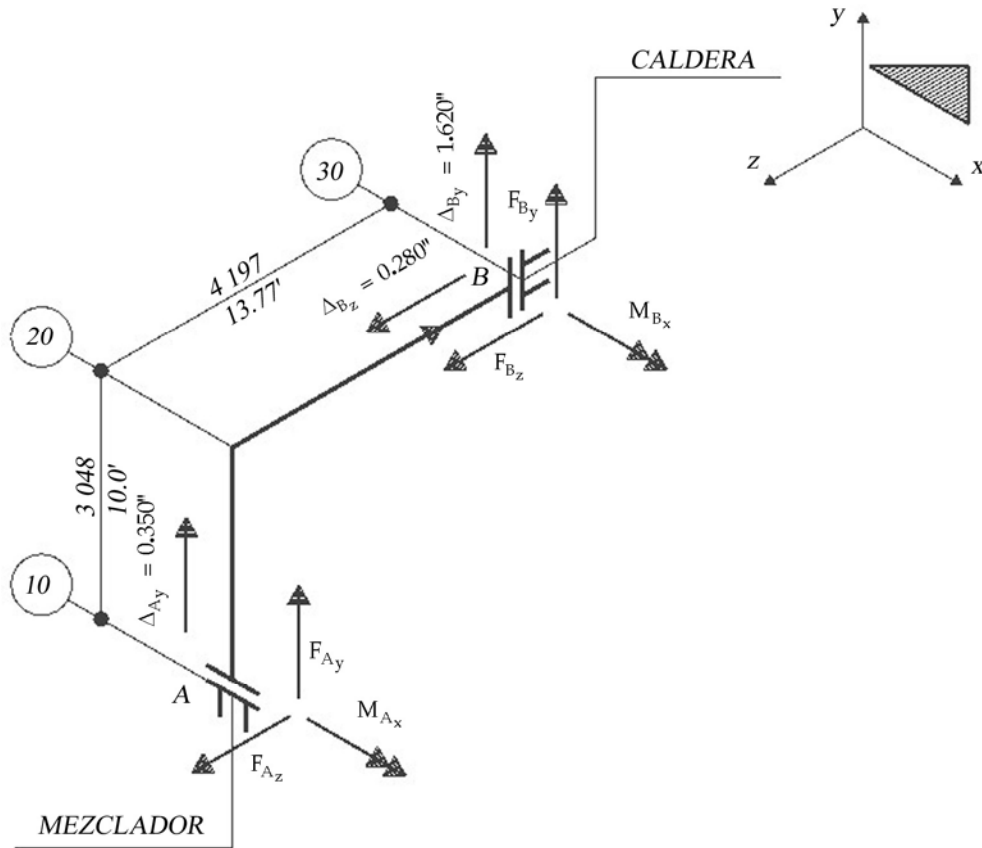 y
CALDERA
z
x
30
Δ_By = 1.620"
F_By
4 197
13.77'
Δ_Bz = 0.280"
B
M_Bx
F_Bz
20
3 048
10.0'
Δ_Ay = 0.350"
10
F_Ay
A
M_Ax
F_Az
MEZCLADOR